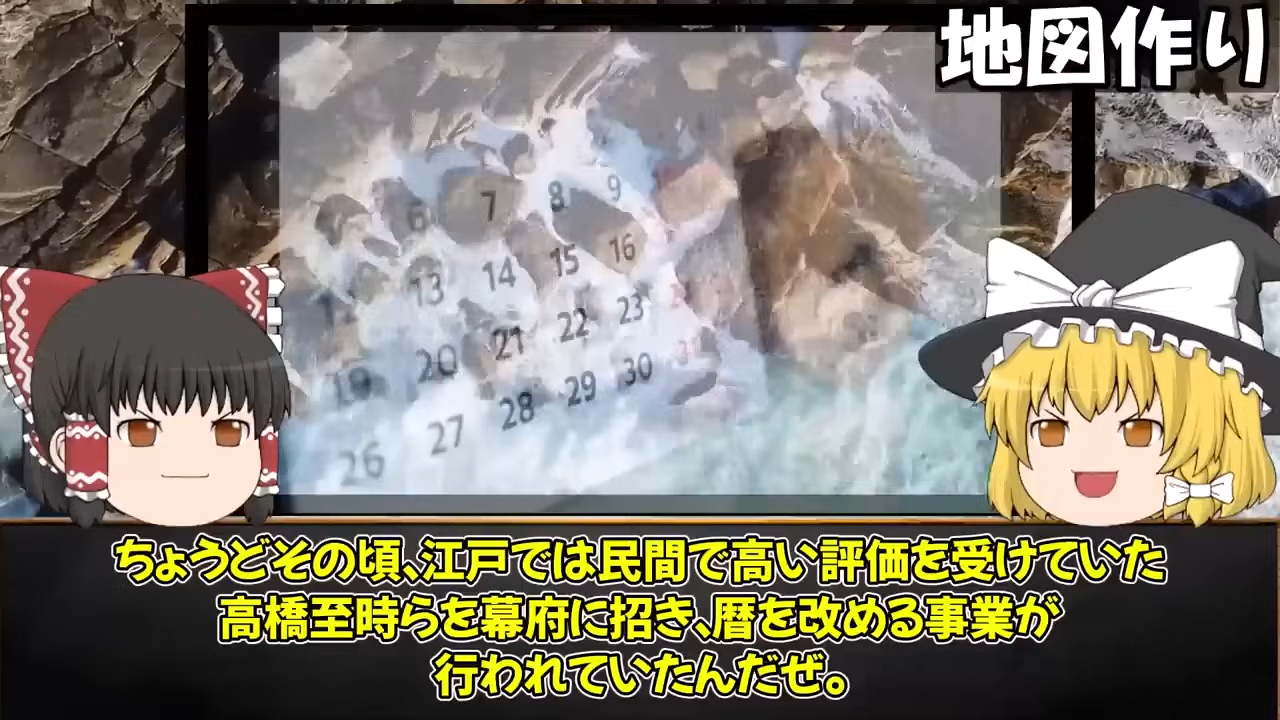 地図作り
6 7 8 9
13 14 15 16
19 20 21 22 23
26 27 28 29 30 31
ちょうどその頃、江戸では民間で高い評価を受けていた
高橋至時らを幕府に招き、暦を改める事業が
行われていたんだぜ。